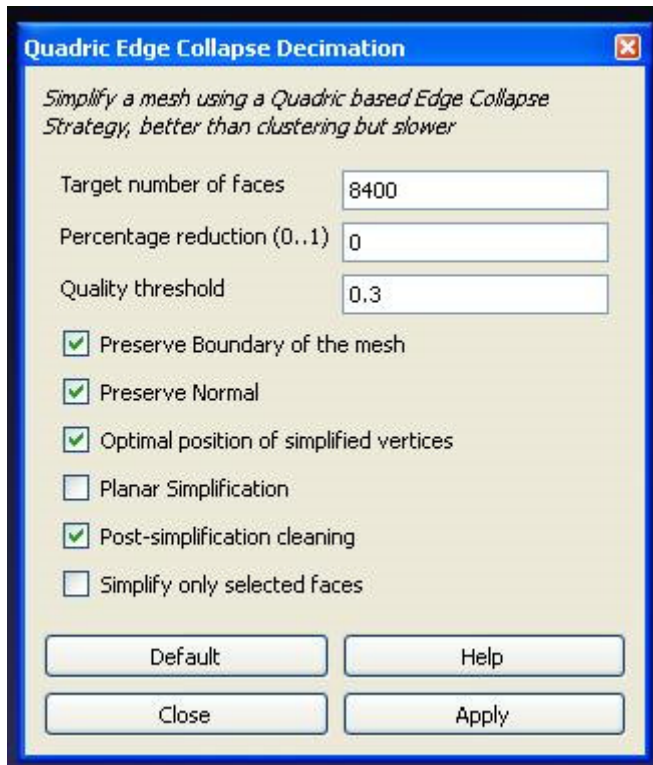 Quadric Edge Collapse Decimation
Simplify a mesh using a Quadric based Edge Collapse
Strategy, better than clustering but slower
Target number of faces 8400
Percentage reduction (0..1) 0
Quality threshold 0.3
Preserve Boundary of the mesh
Preserve Normal
Optimal position of simplified vertices
Planar Simplification
Post-simplification cleaning
Simplify only selected faces
Default Help
Close Apply